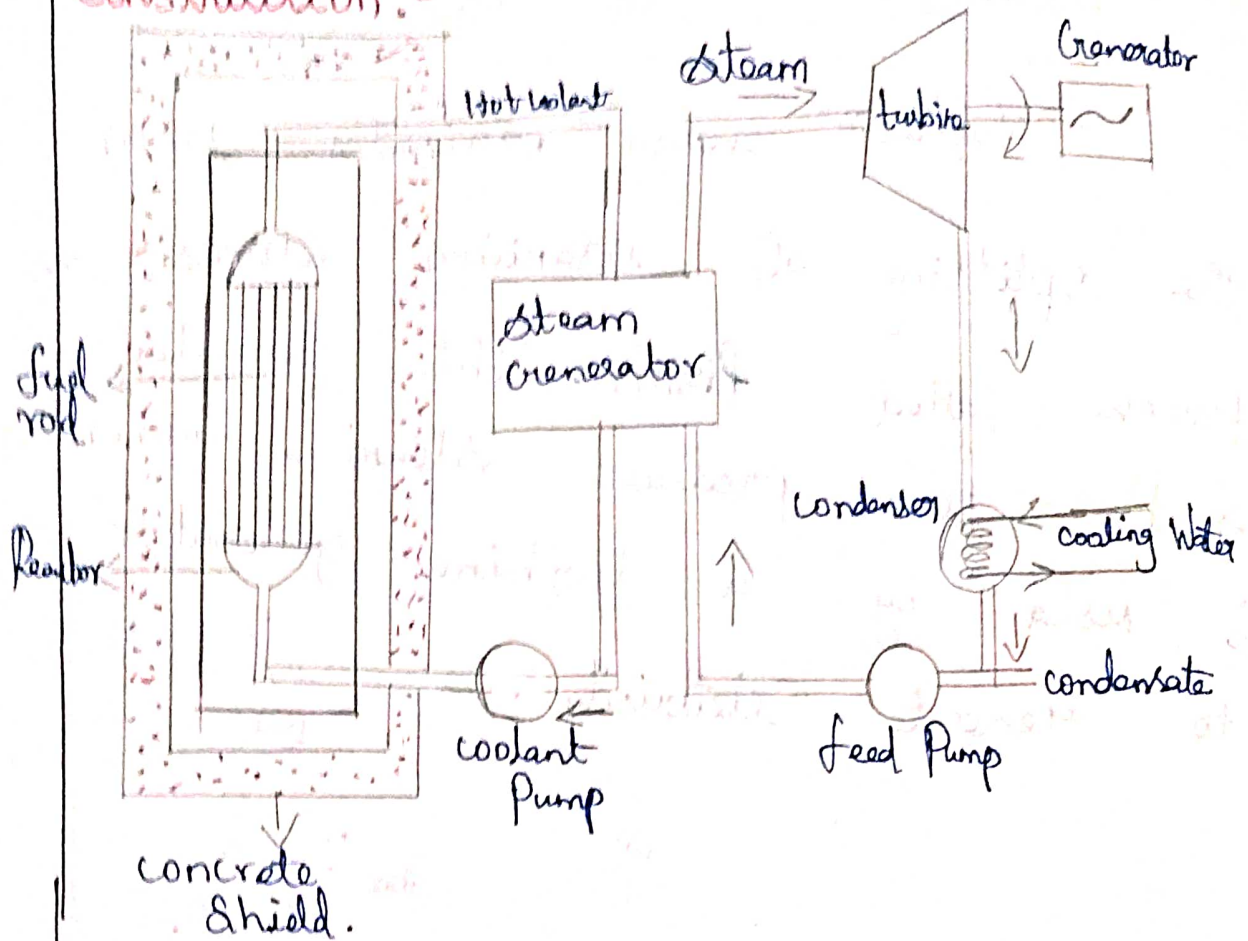 Construction:-
Hot coolant
Steam
Generator
turbine
Steam
Generator
fuel
rod
condenser
cooling Water
Reactor
condensate
coolant
Pump
feed Pump
concrete
Shield.